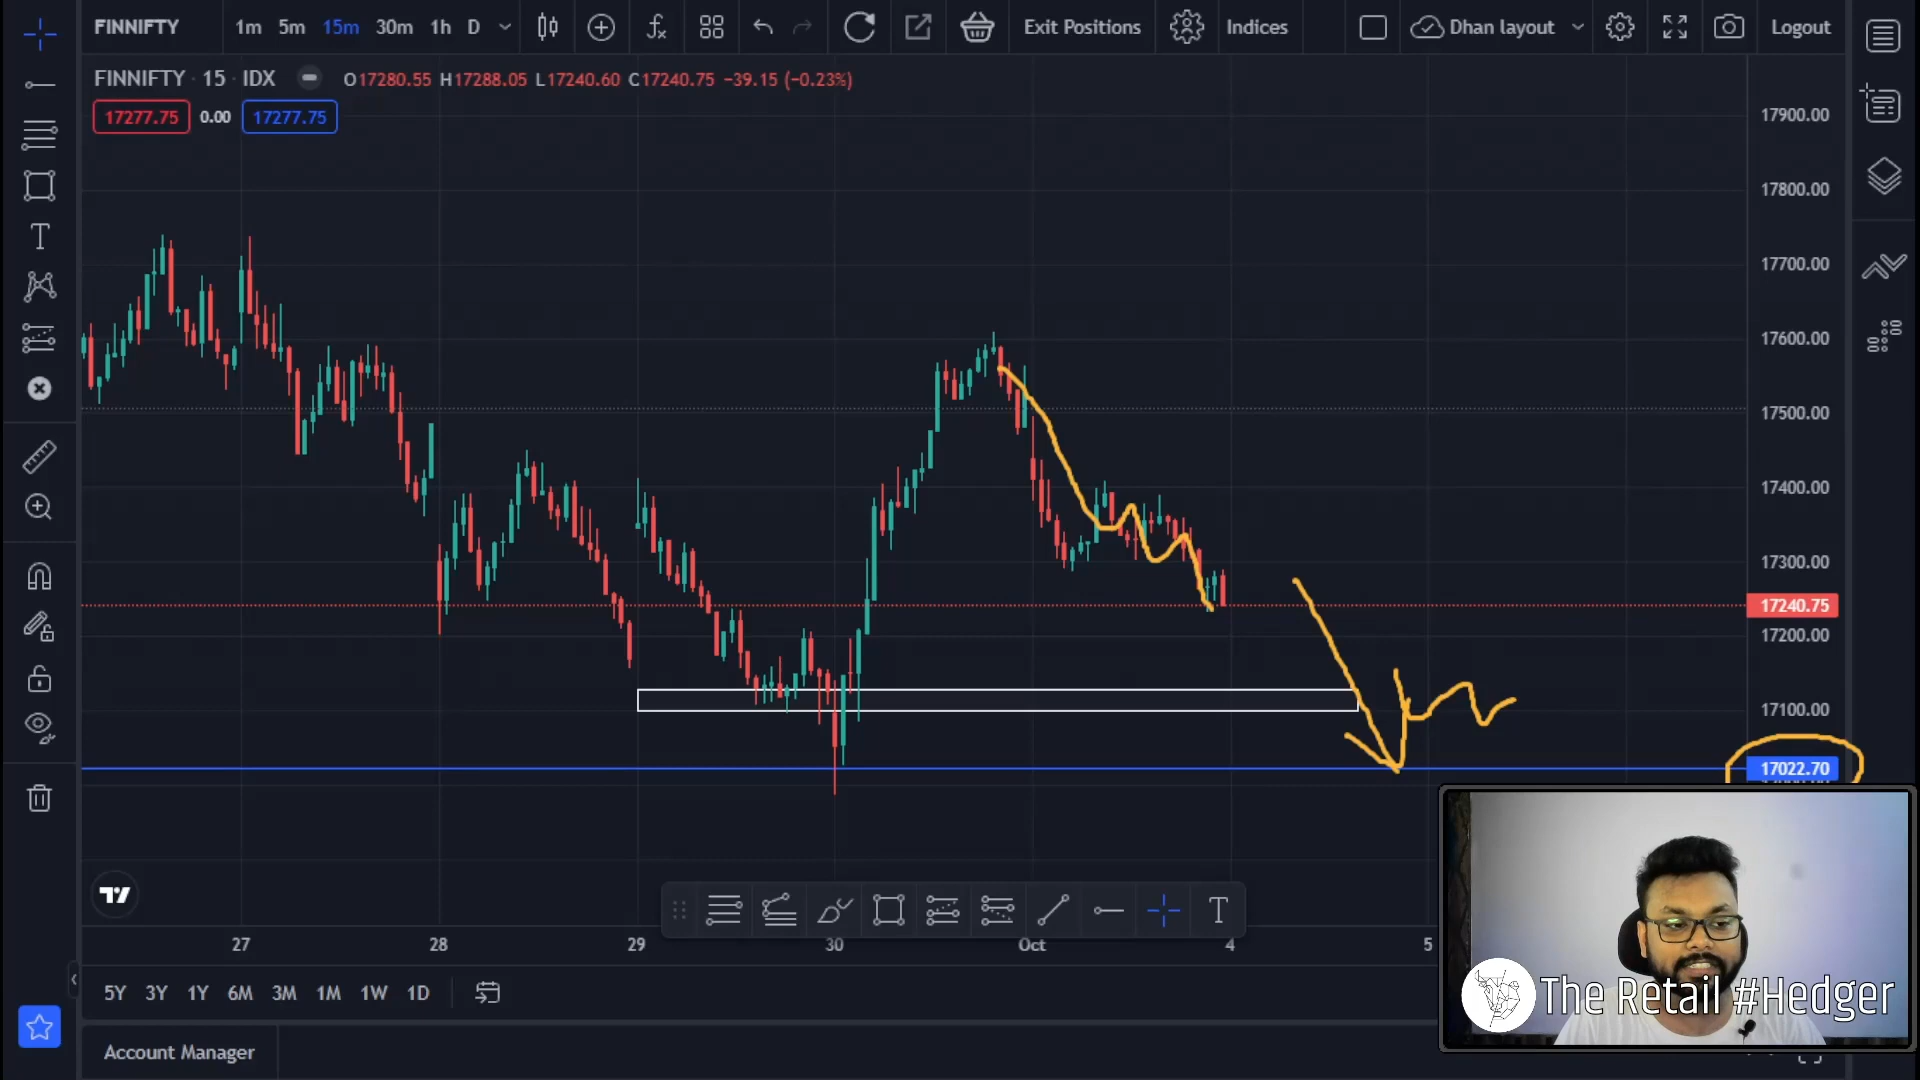 FINNIFTY 1m 5m 15m 30m 1h D Exit Positions Indices Dhan layout Logout
FINNIFTY · 15 · IDX O17280.55 H17288.05 L17240.60 C17240.75 −39.15 (−0.23%)
17277.75 0.00 17277.75
17900.00
17800.00
17700.00
17600.00
17500.00
17400.00
17300.00
17240.75
17200.00
17100.00
17022.70
27 28 29 30 Oct 4 5
5Y 3Y 1Y 6M 3M 1M 1W 1D
The Retail #Hedger
Account Manager